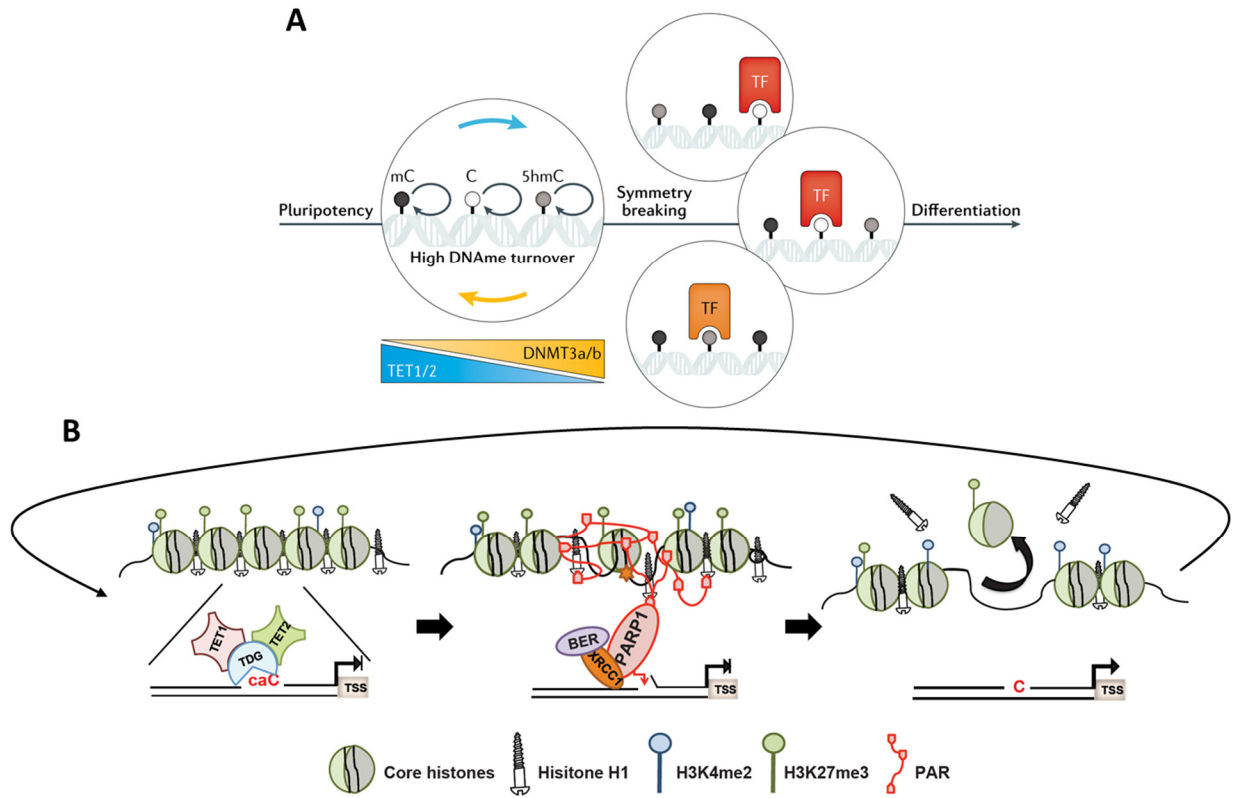 A
TF
mC C 5hmC
Symmetry
breaking
TF
Pluripotency
Differentiation
High DNAme turnover
TF
DNMT3a/b
TET1/2
B
TET1
TET2
TDG
caC
TSS
BER
XRCC1
PARP1
TSS
C
TSS
Core histones
Hisitone H1
H3K4me2
H3K27me3
PAR